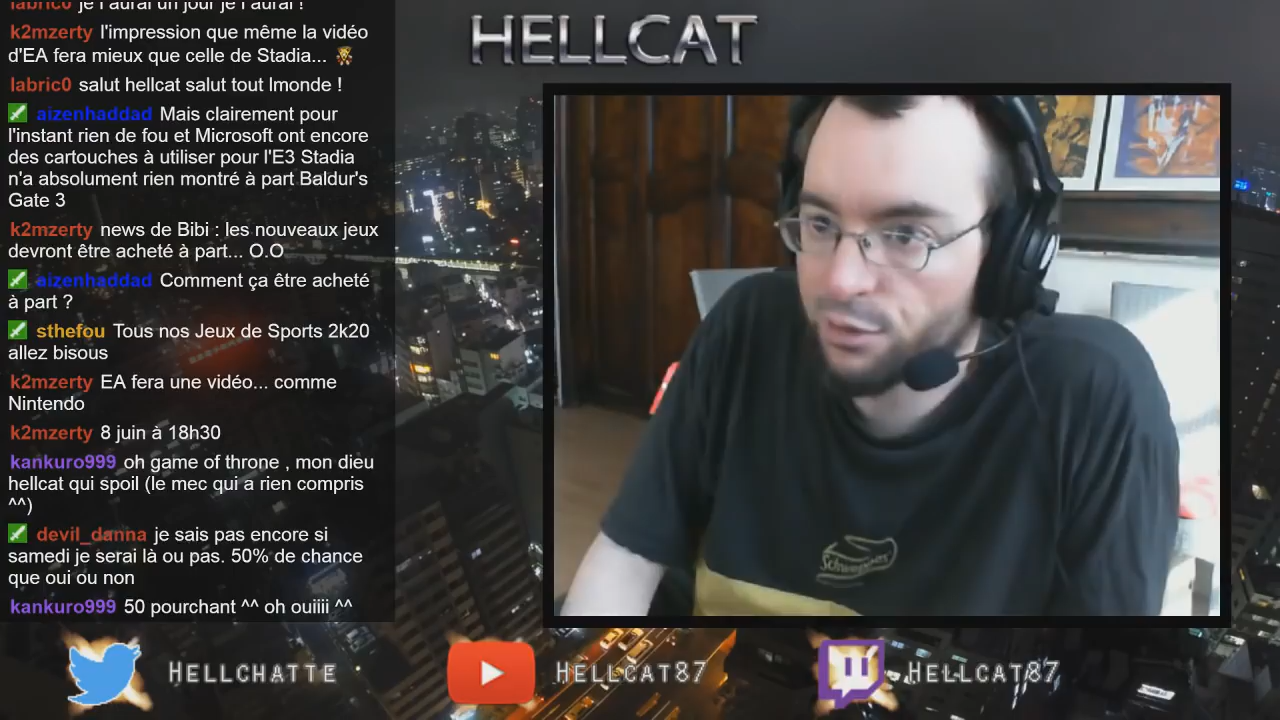 labric0 je l'aurai un jour je l'aurai !
k2mzerty l'impression que même la vidéo
d'EA fera mieux que celle de Stadia...
labric0 salut hellcat salut tout lmonde !
aizenhaddad Mais clairement pour
l'instant rien de fou et Microsoft ont encore
des cartouches à utiliser pour l'E3 Stadia
n'a absolument rien montré à part Baldur's
Gate 3
k2mzerty news de Bibi : les nouveaux jeux
devront être acheté à part... O.O
aizenhaddad Comment ça être acheté
à part ?
sthefou Tous nos Jeux de Sports 2k20
allez bisous
k2mzerty EA fera une vidéo... comme
Nintendo
k2mzerty 8 juin à 18h30
kankuro999 oh game of throne , mon dieu
hellcat qui spoil (le mec qui a rien compris
^^)
devil_danna je sais pas encore si
samedi je serai là ou pas. 50% de chance
que oui ou non
kankuro999 50 pourchant ^^ oh ouiiii ^^
HELLCAT
Schweppes
HELLCHATTE
HELLCAT87
HELLCAT87